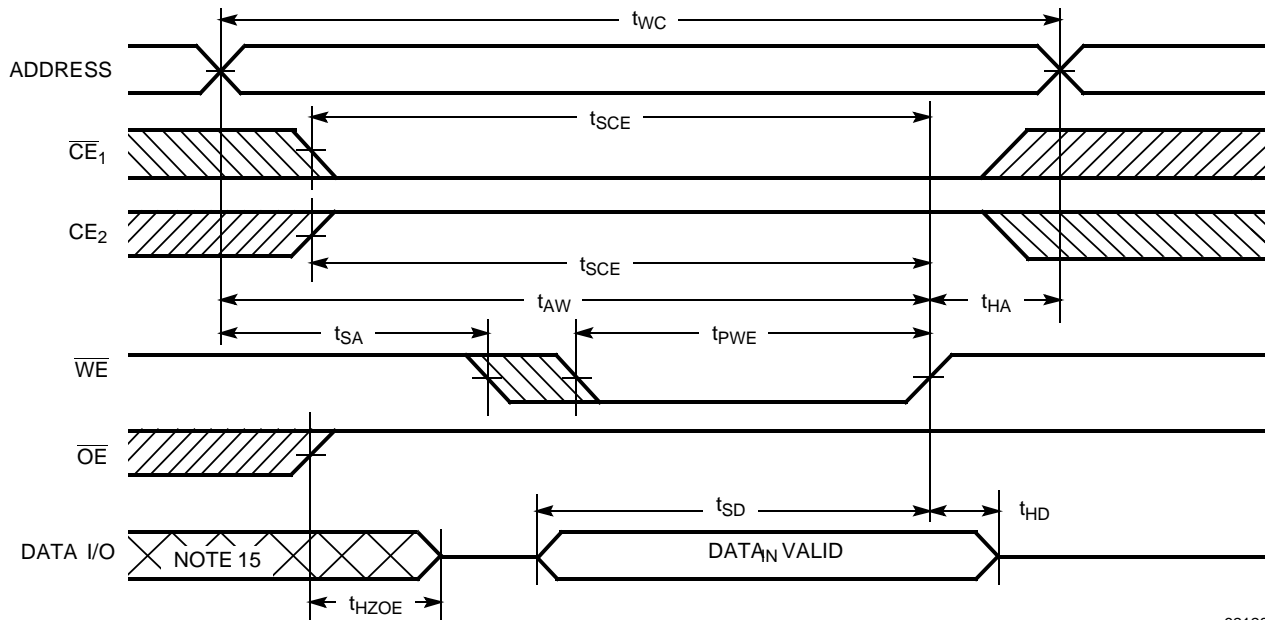 tWC
ADDRESS
tSCE
CE1
CE2
tSCE
tAW
tHA
tSA
tPWE
WE
OE
tSD
tHD
DATA I/O
NOTE 15
DATAIN VALID
tHZOE